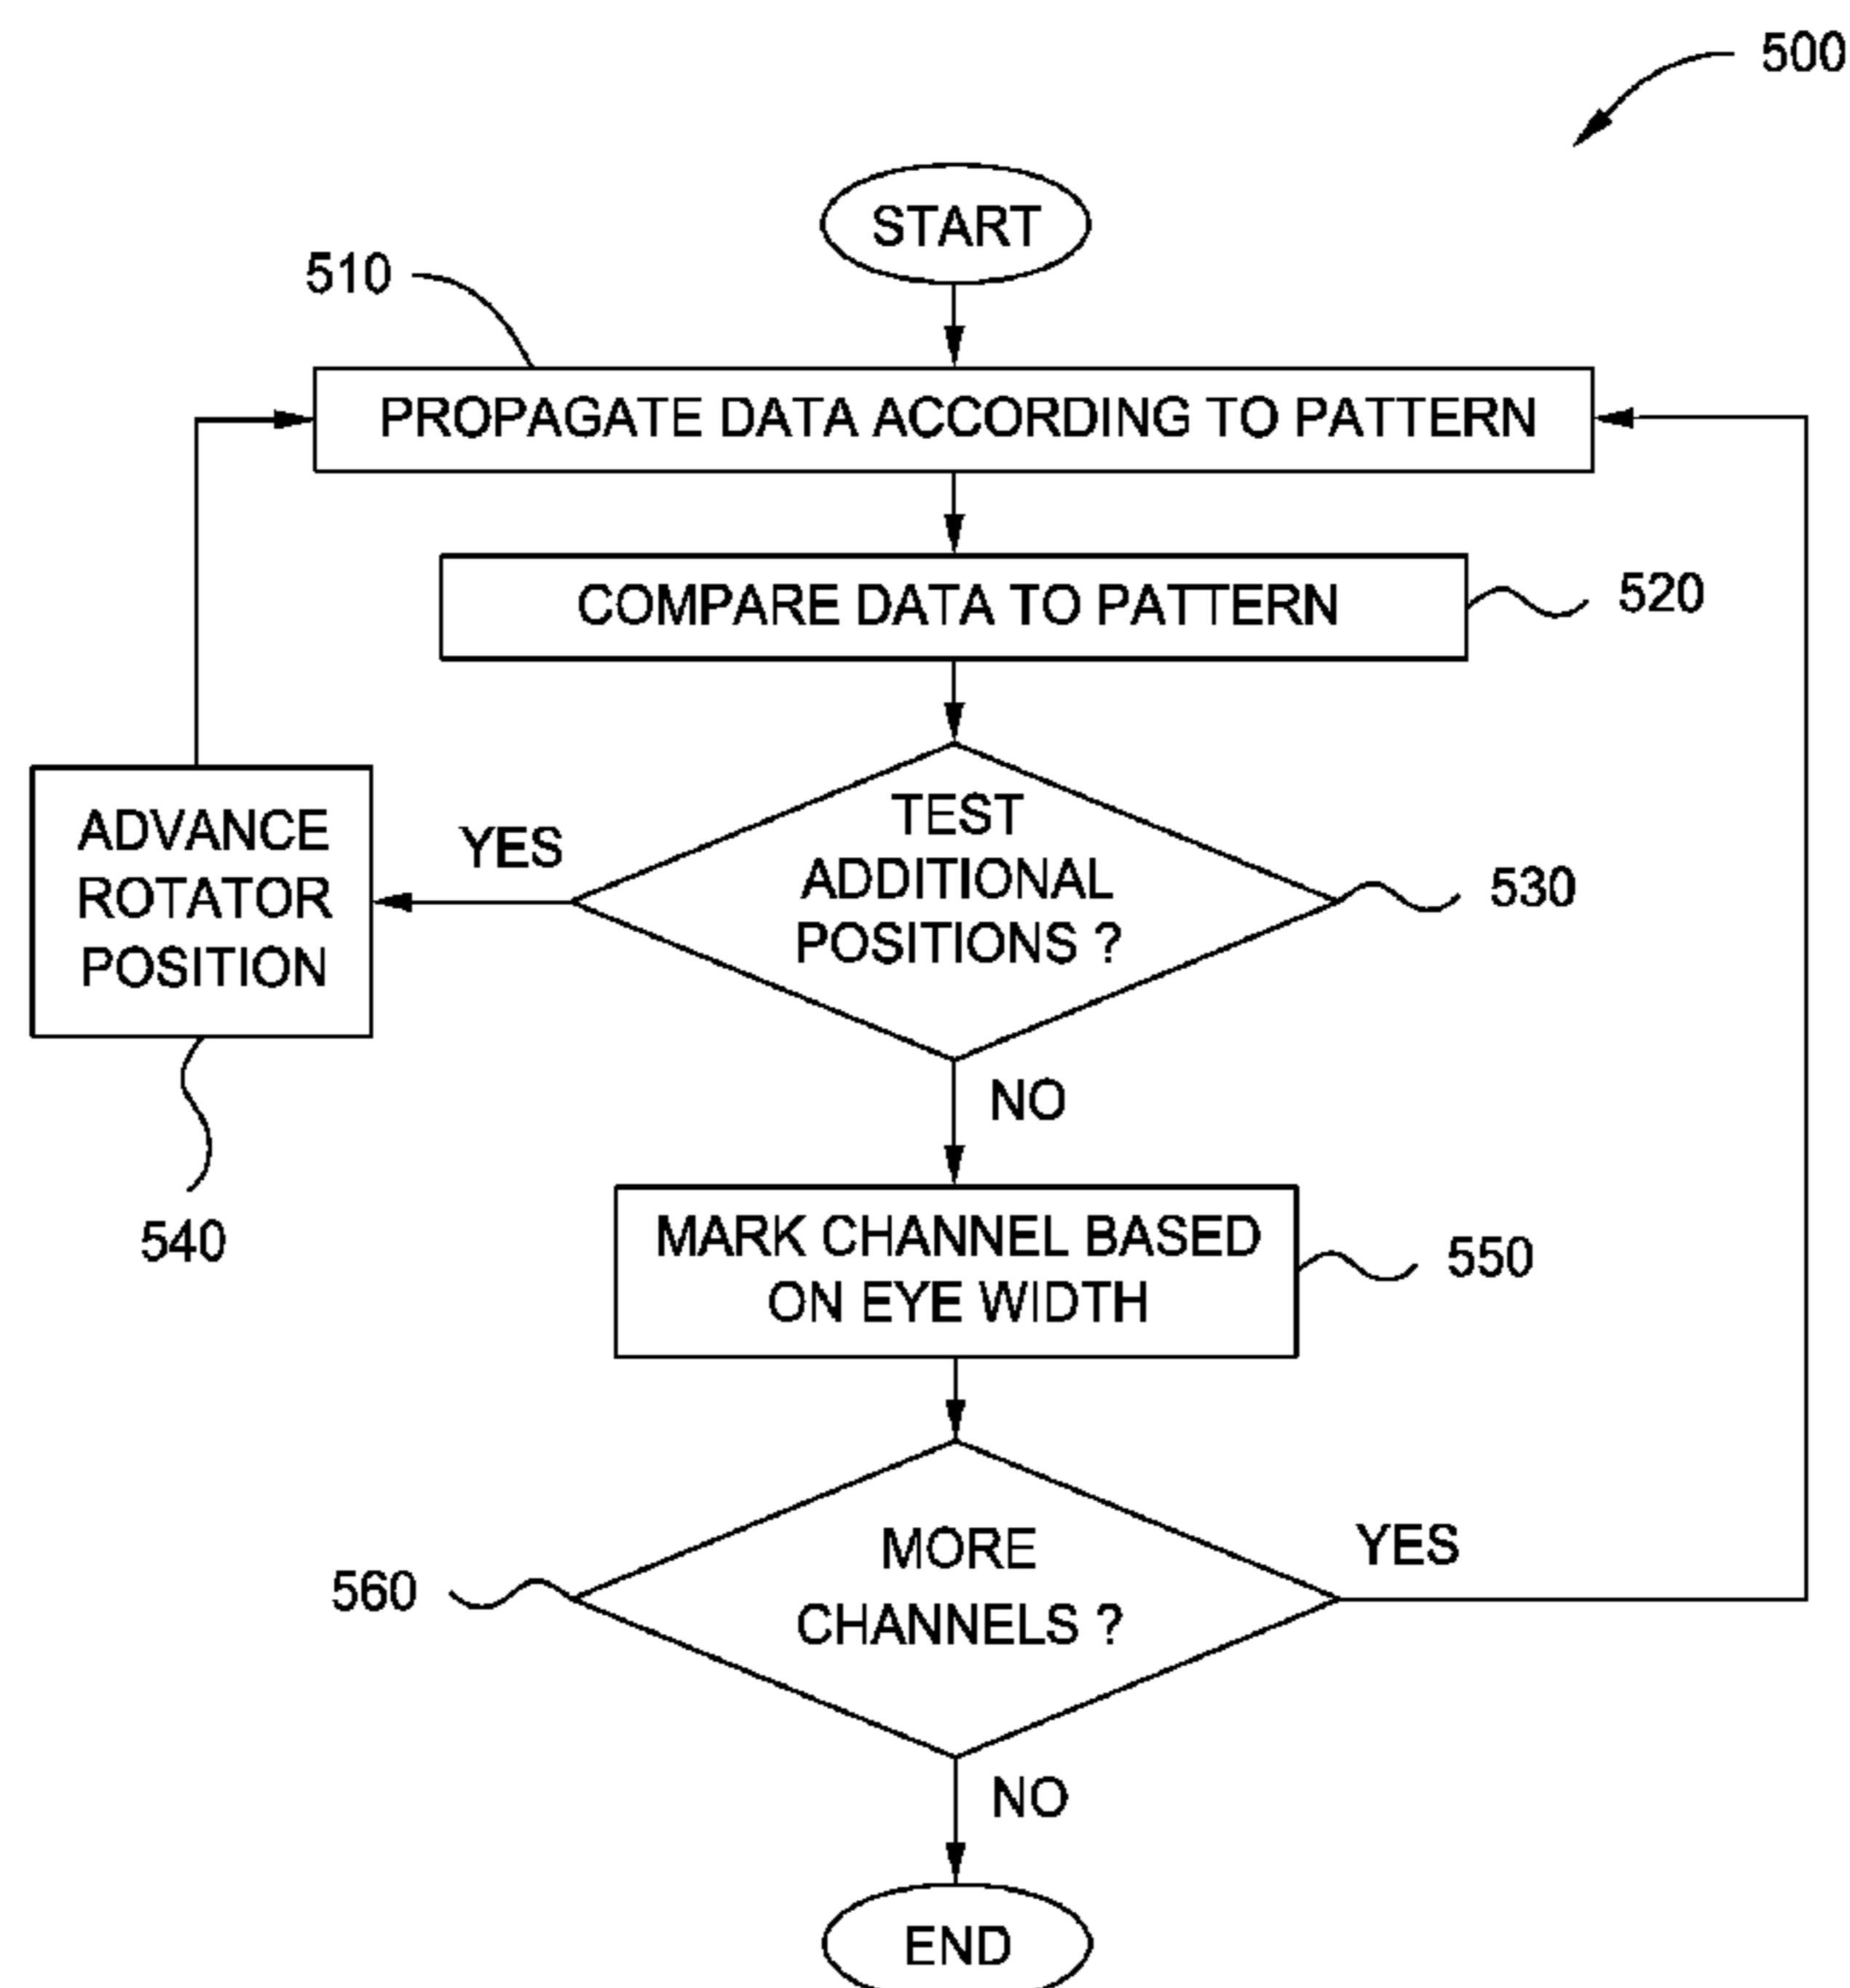 500
START
510
PROPAGATE DATA ACCORDING TO PATTERN
COMPARE DATA TO PATTERN
520
TEST
ADDITIONAL
POSITIONS ?
530
YES
ADVANCE
ROTATOR
POSITION
540
NO
MARK CHANNEL BASED
ON EYE WIDTH
550
MORE
CHANNELS ?
560
YES
NO
END